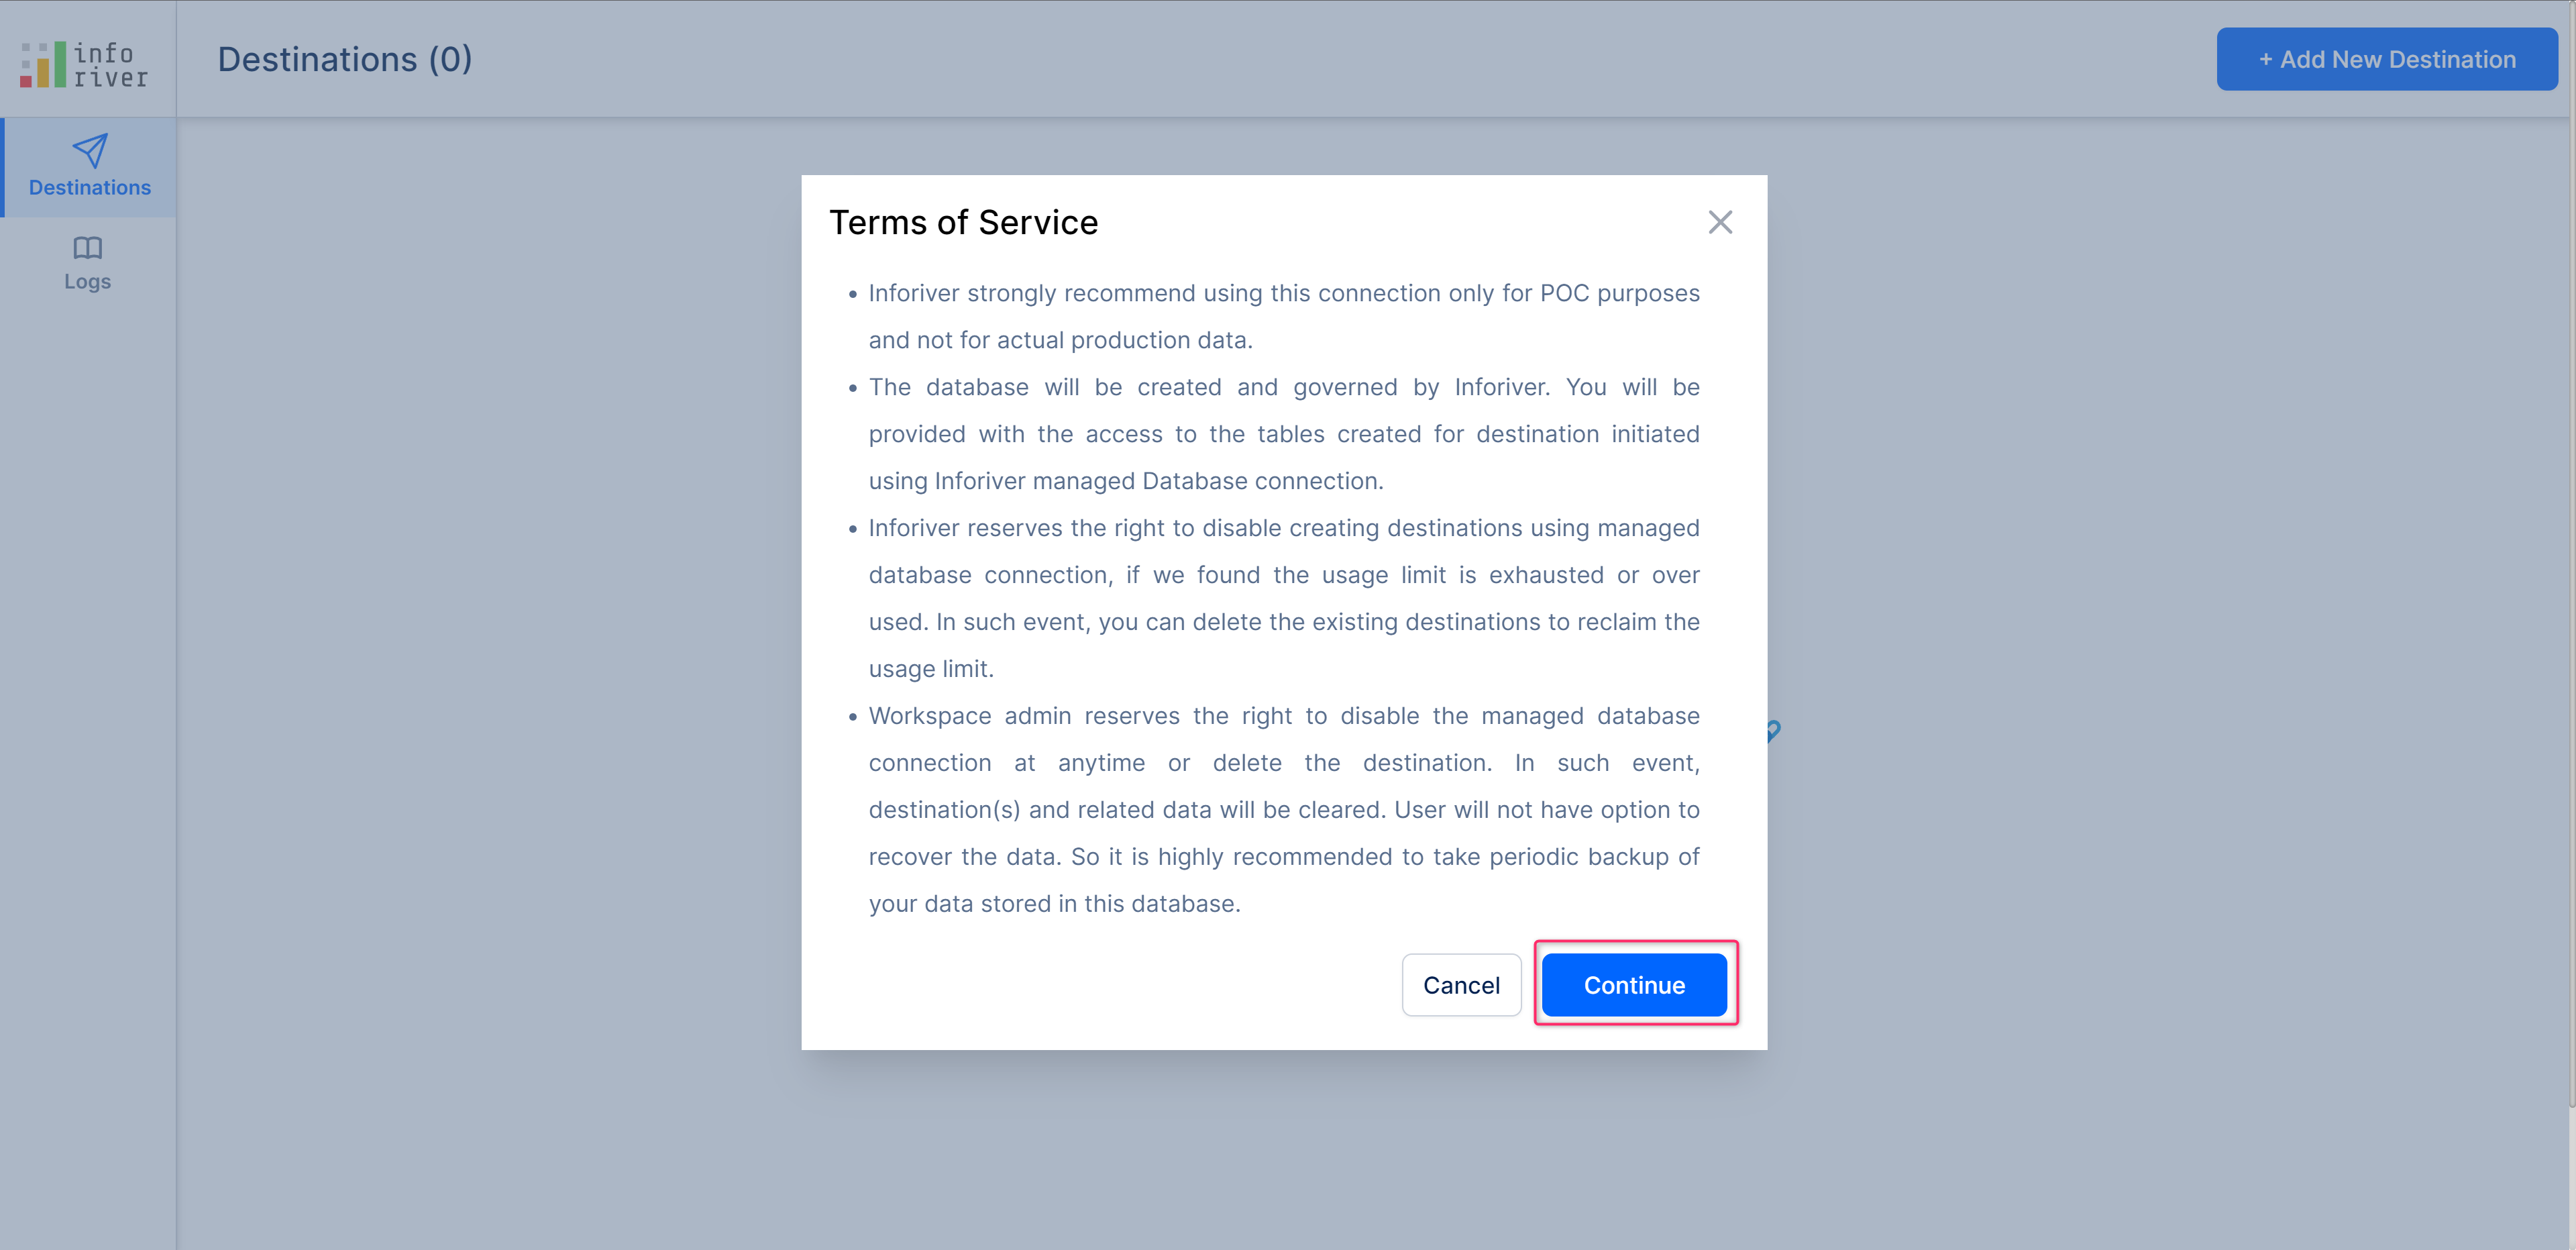 info
river
Destinations (0)
+ Add New Destination
Destinations
Logs
Terms of Service
• Inforiver strongly recommend using this connection only for POC purposes
and not for actual production data.
• The database will be created and governed by Inforiver. You will be
provided with the access to the tables created for destination initiated
using Inforiver managed Database connection.
• Inforiver reserves the right to disable creating destinations using managed
database connection, if we found the usage limit is exhausted or over
used. In such event, you can delete the existing destinations to reclaim the
usage limit.
• Workspace admin reserves the right to disable the managed database
connection at anytime or delete the destination. In such event,
destination(s) and related data will be cleared. User will not have option to
recover the data. So it is highly recommended to take periodic backup of
your data stored in this database.
Cancel
Continue